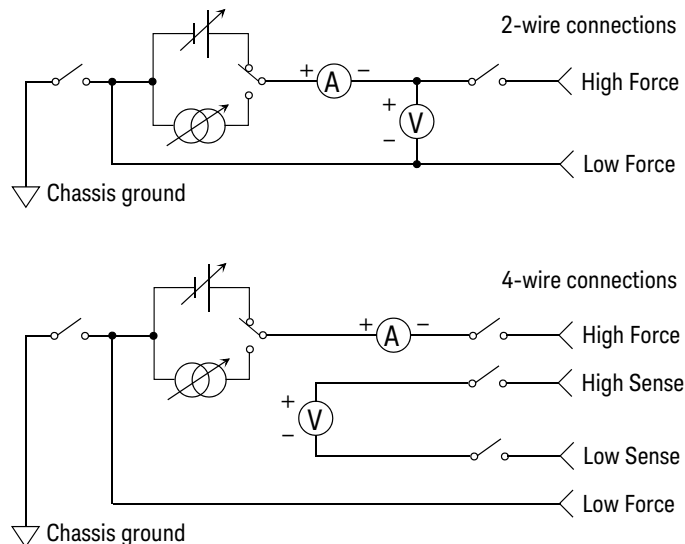 2-wire connections
+ A −
High Force
+
V
−
Low Force
Chassis ground
4-wire connections
+ A −
High Force
High Sense
+
V
−
Low Sense
Low Force
Chassis ground